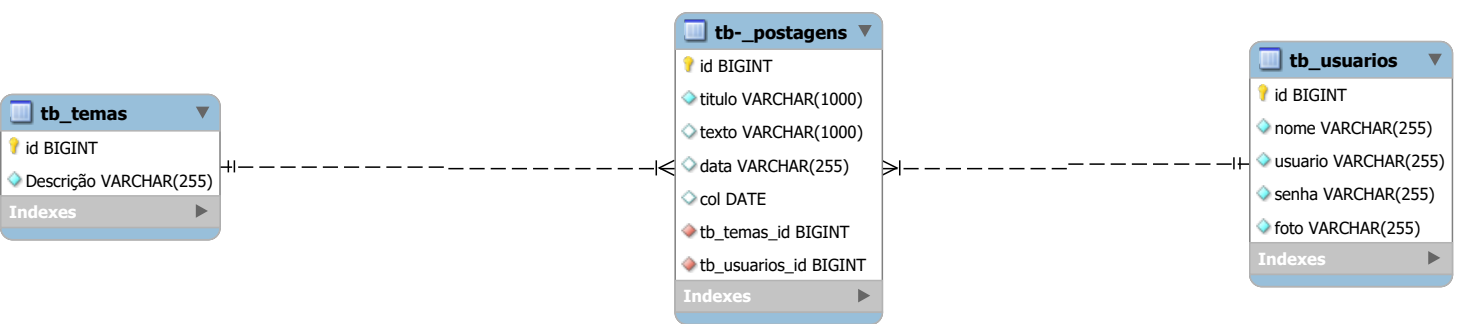 tb_temas
id BIGINT
Descrição VARCHAR(255)
Indexes
tb-_postagens
id BIGINT
titulo VARCHAR(1000)
texto VARCHAR(1000)
data VARCHAR(255)
col DATE
tb_temas_id BIGINT
tb_usuarios_id BIGINT
Indexes
tb_usuarios
id BIGINT
nome VARCHAR(255)
usuario VARCHAR(255)
senha VARCHAR(255)
foto VARCHAR(255)
Indexes